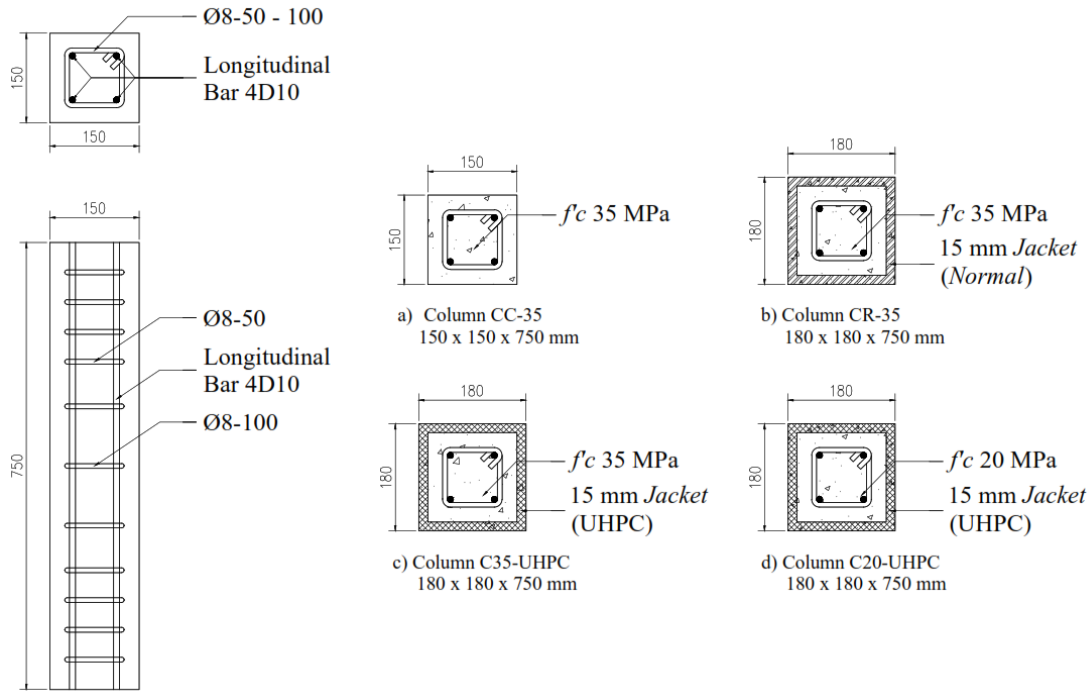 Ø8-50 - 100
Longitudinal
Bar 4D10
150
150
150
Ø8-50
Longitudinal
Bar 4D10
Ø8-100
750
150
150
f'c 35 MPa
a) Column CC-35
150 x 150 x 750 mm
180
180
f'c 35 MPa
15 mm Jacket
(Normal)
b) Column CR-35
180 x 180 x 750 mm
180
180
f'c 35 MPa
15 mm Jacket
(UHPC)
c) Column C35-UHPC
180 x 180 x 750 mm
180
180
f'c 20 MPa
15 mm Jacket
(UHPC)
d) Column C20-UHPC
180 x 180 x 750 mm